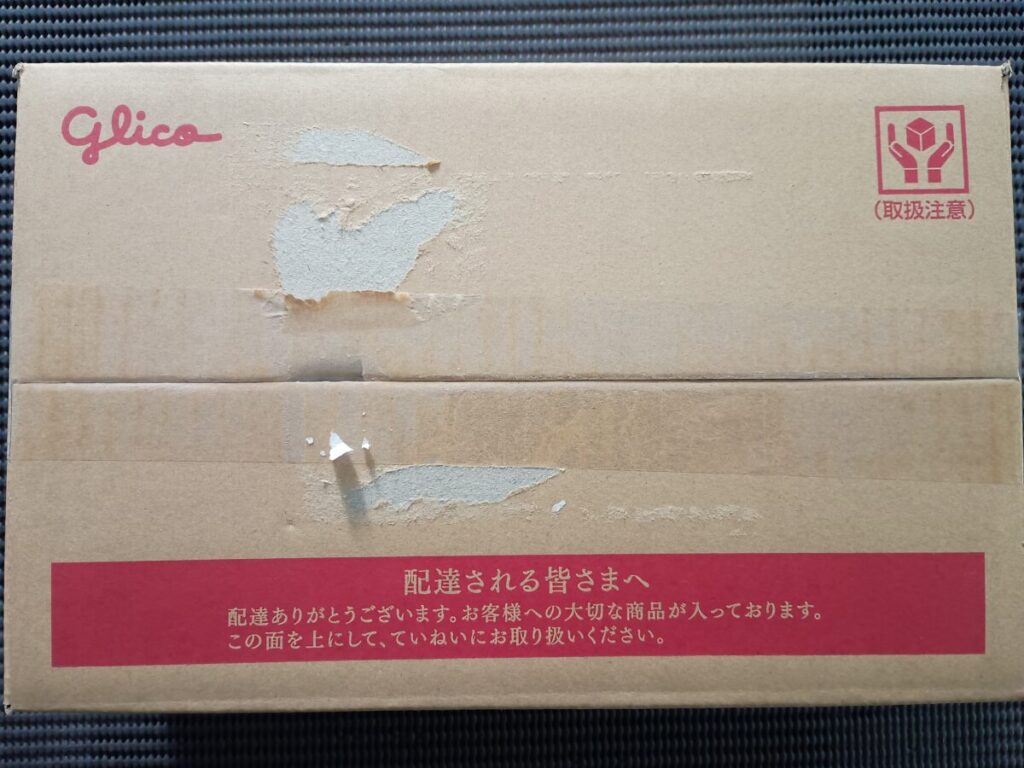 Glico
(取扱注意)
配達される皆さまへ
配達ありがとうございます。お客様への大切な商品が入っております。
この面を上にして、ていねいにお取り扱いください。